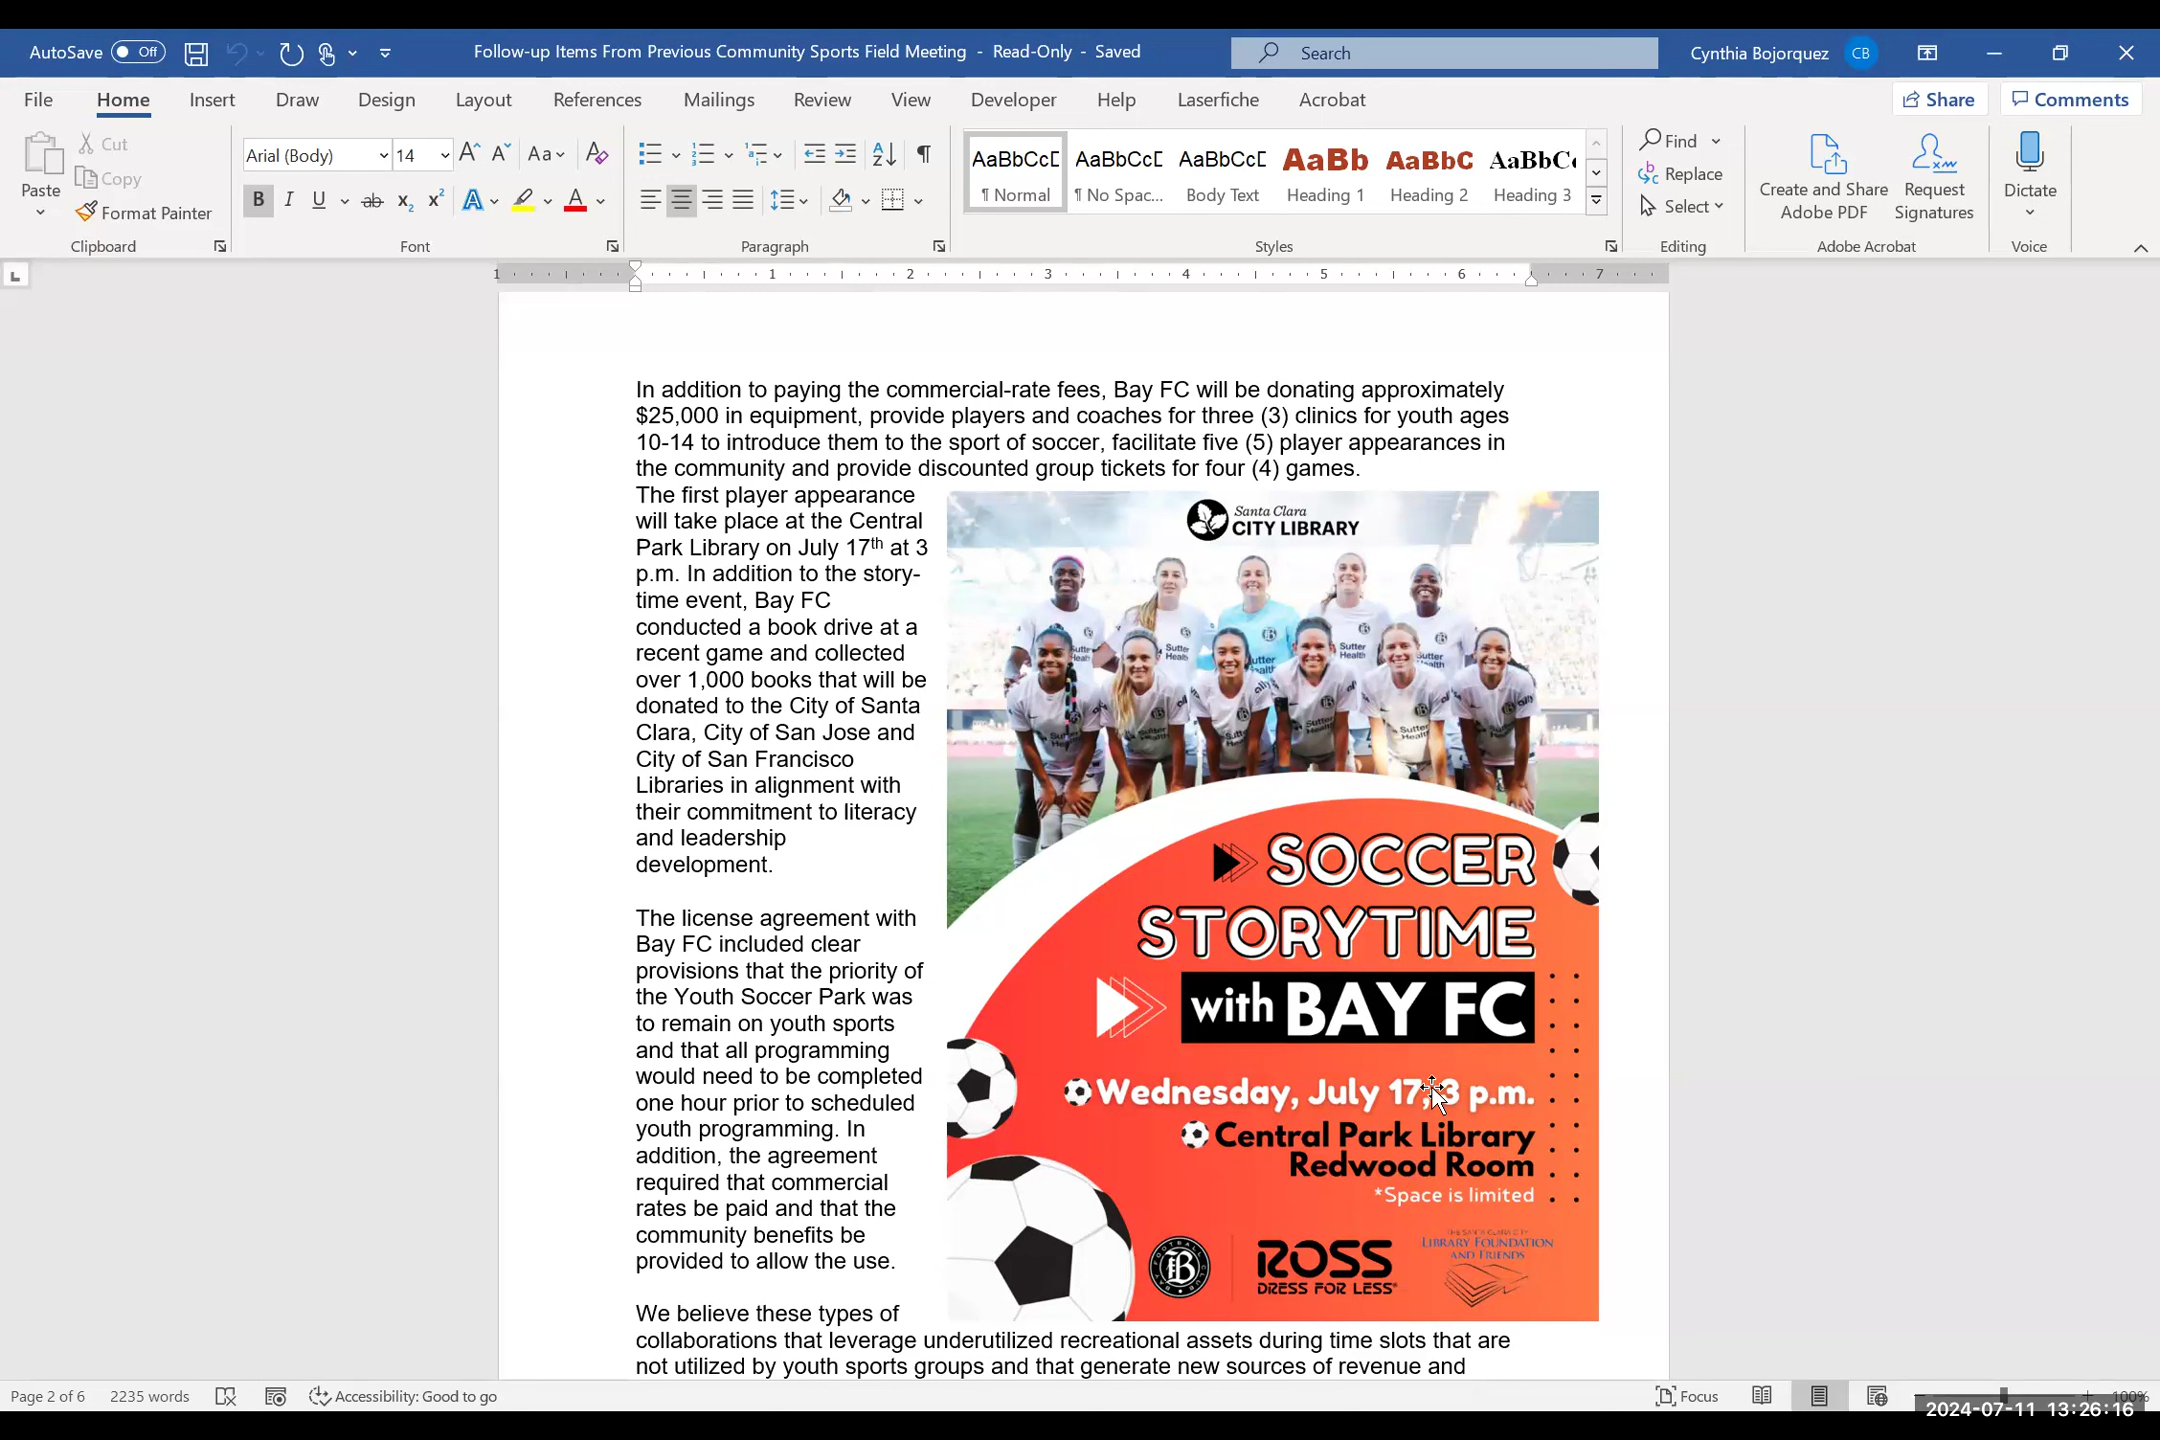 AutoSave Off
Follow-up Items From Previous Community Sports Field Meeting - Read-Only - Saved
Search
Cynthia Bojorquez CB
File Home Insert Draw Design Layout References Mailings Review View Developer Help Laserfiche Acrobat
Share Comments
Paste
Cut
Copy
Format Painter
Clipboard
Arial (Body) 14
Font
Paragraph
AaBbCcD AaBbCcD AaBbCcD AaBb AaBbC AaBbCc
¶ Normal ¶ No Spac... Body Text Heading 1 Heading 2 Heading 3
Styles
Find
Replace
Select
Editing
Create and Share
Adobe PDF
Request
Signatures
Adobe Acrobat
Dictate
Voice
1 1 2 3 4 5 6 7
In addition to paying the commercial-rate fees, Bay FC will be donating approximately
$25,000 in equipment, provide players and coaches for three (3) clinics for youth ages
10-14 to introduce them to the sport of soccer, facilitate five (5) player appearances in
the community and provide discounted group tickets for four (4) games.
The first player appearance
will take place at the Central
Park Library on July 17th at 3
p.m. In addition to the story-
time event, Bay FC
conducted a book drive at a
recent game and collected
over 1,000 books that will be
donated to the City of Santa
Clara, City of San Jose and
City of San Francisco
Libraries in alignment with
their commitment to literacy
and leadership
development.
The license agreement with
Bay FC included clear
provisions that the priority of
the Youth Soccer Park was
to remain on youth sports
and that all programming
would need to be completed
one hour prior to scheduled
youth programming. In
addition, the agreement
required that commercial
rates be paid and that the
community benefits be
provided to allow the use.
We believe these types of
collaborations that leverage underutilized recreational assets during time slots that are
not utilized by youth sports groups and that generate new sources of revenue and
Santa Clara
CITY LIBRARY
Sutter
Health
SOCCER
STORYTIME
with BAY FC
Wednesday, July 17, 3 p.m.
Central Park Library
Redwood Room
*Space is limited
ROSS
DRESS FOR LESS
LIBRARY FOUNDATION
AND FRIENDS
Page 2 of 6 2235 words Accessibility: Good to go
Focus
100%
2024-07-11 13:26:16